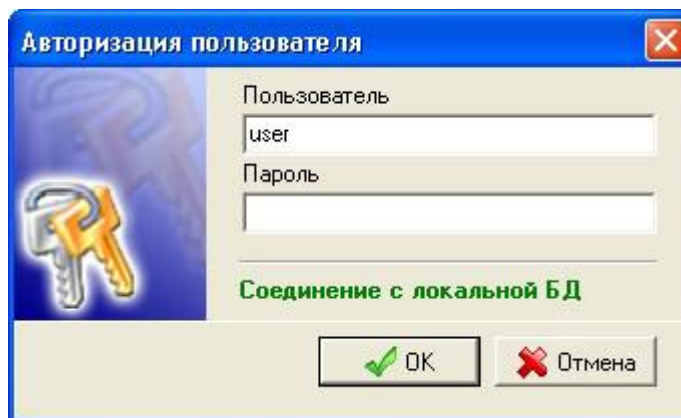 Авторизация пользователя
Пользователь
user
Пароль
Соединение с локальной БД
OK
Отмена